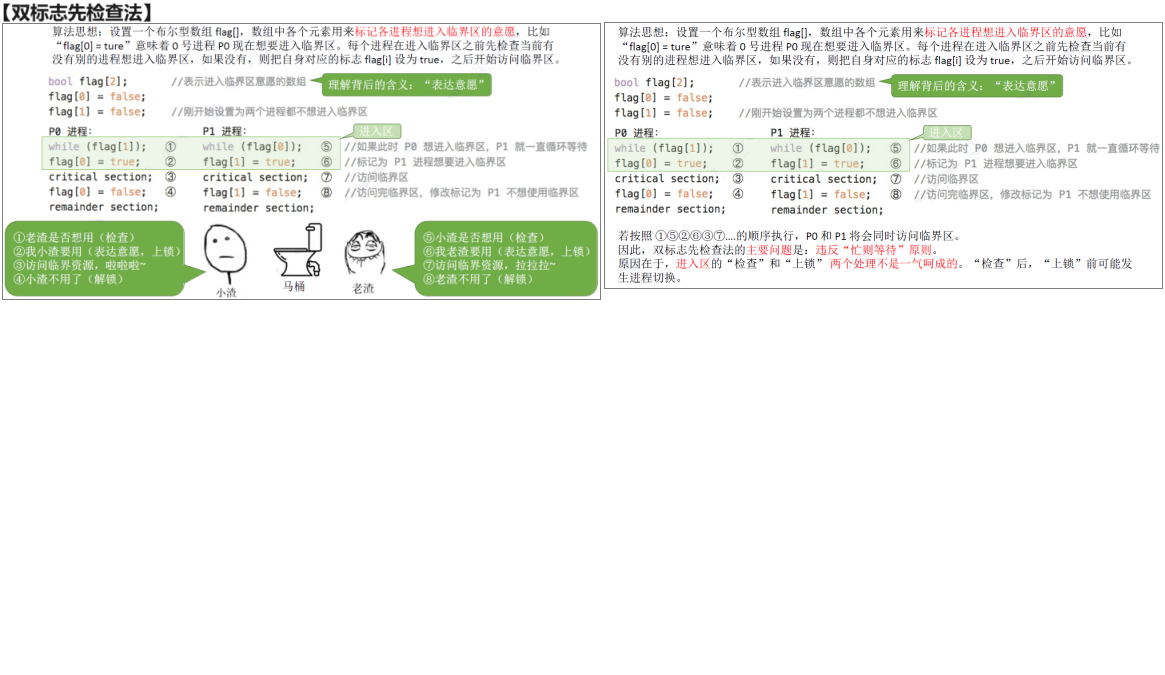 【双标志先检查法】
算法思想：设置一个布尔型数组 flag[]，数组中各个元素用来标记各进程想进入临界区的意愿，比如
“flag[0] = ture”意味着 0 号进程 P0 现在想要进入临界区。每个进程在进入临界区之前先检查当前有
没有别的进程想进入临界区，如果没有，则把自身对应的标志 flag[i] 设为 true，之后开始访问临界区。
bool flag[2]; //表示进入临界区意愿的数组
理解背后的含义：“表达意愿”
flag[0] = false;
flag[1] = false; //刚开始设置为两个进程都不想进入临界区
P0 进程: P1 进程: 进入区
while (flag[1]); ① while (flag[0]); ⑤ //如果此时 P0 想进入临界区，P1 就一直循环等待
flag[0] = true; ② flag[1] = true; ⑥ //标记为 P1 进程想要进入临界区
critical section; ③ critical section; ⑦ //访问临界区
flag[0] = false; ④ flag[1] = false; ⑧ //访问完临界区，修改标记为 P1 不想使用临界区
remainder section; remainder section;
①老渣是否想用（检查）
②我小渣要用（表达意愿，上锁）
③访问临界资源，啦啦啦~
④小渣不用了（解锁）
小渣
马桶
老渣
⑤小渣是否想用（检查）
⑥我老渣要用（表达意愿，上锁）
⑦访问临界资源，拉拉拉~
⑧老渣不用了（解锁）
算法思想：设置一个布尔型数组 flag[]，数组中各个元素用来标记各进程想进入临界区的意愿，比如
“flag[0] = ture”意味着 0 号进程 P0 现在想要进入临界区。每个进程在进入临界区之前先检查当前有
没有别的进程想进入临界区，如果没有，则把自身对应的标志 flag[i] 设为 true，之后开始访问临界区。
bool flag[2]; //表示进入临界区意愿的数组
理解背后的含义：“表达意愿”
flag[0] = false;
flag[1] = false; //刚开始设置为两个进程都不想进入临界区
P0 进程: P1 进程: 进入区
while (flag[1]); ① while (flag[0]); ⑤ //如果此时 P0 想进入临界区，P1 就一直循环等待
flag[0] = true; ② flag[1] = true; ⑥ //标记为 P1 进程想要进入临界区
critical section; ③ critical section; ⑦ //访问临界区
flag[0] = false; ④ flag[1] = false; ⑧ //访问完临界区，修改标记为 P1 不想使用临界区
remainder section; remainder section;
若按照 ①⑤②⑥③⑦....的顺序执行，P0 和 P1 将会同时访问临界区。
因此，双标志先检查法的主要问题是：违反“忙则等待”原则。
原因在于，进入区的“检查”和“上锁” 两个处理不是一气呵成的。“检查”后，“上锁”前可能发
生进程切换。